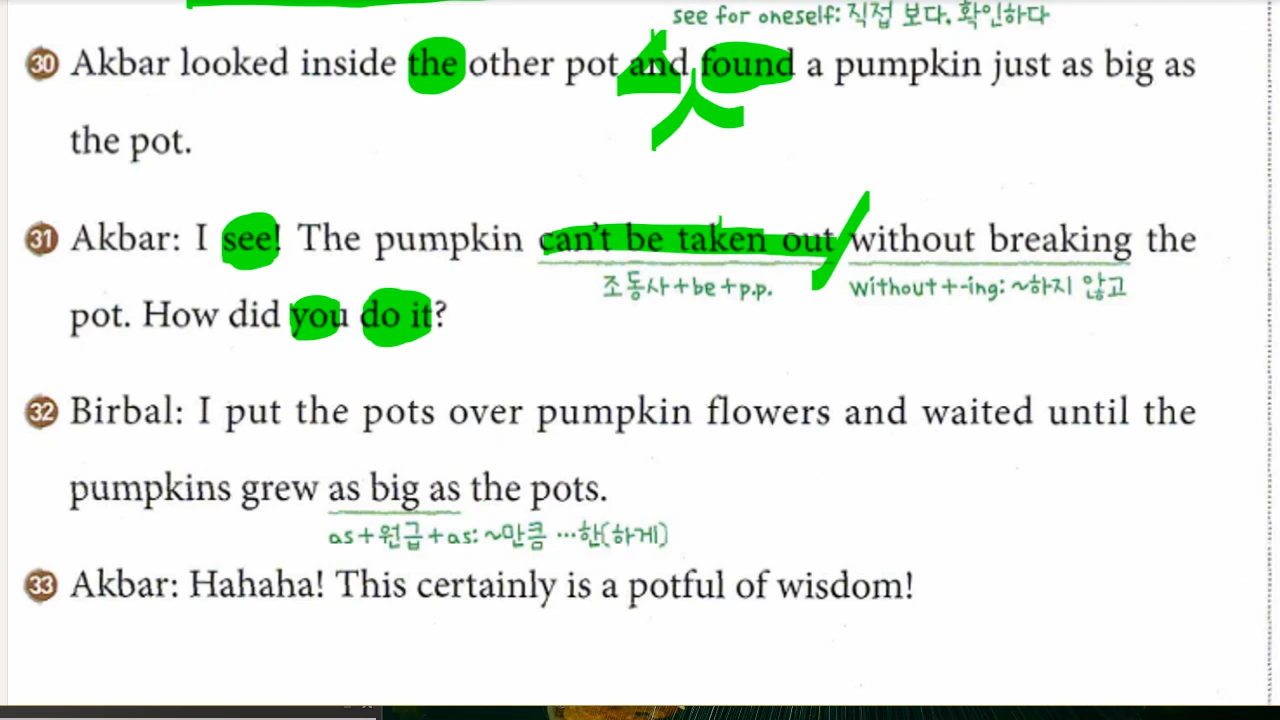 see for oneself: 직접 보다. 확인하다
30 Akbar looked inside the other pot and found a pumpkin just as big as
the pot.
31 Akbar: I see! The pumpkin can't be taken out without breaking the
조동사+be+p.p. without+-ing: ~하지 않고
pot. How did you do it?
32 Birbal: I put the pots over pumpkin flowers and waited until the
pumpkins grew as big as the pots.
as+원급+as: ~만큼 …한(하게)
33 Akbar: Hahaha! This certainly is a potful of wisdom!